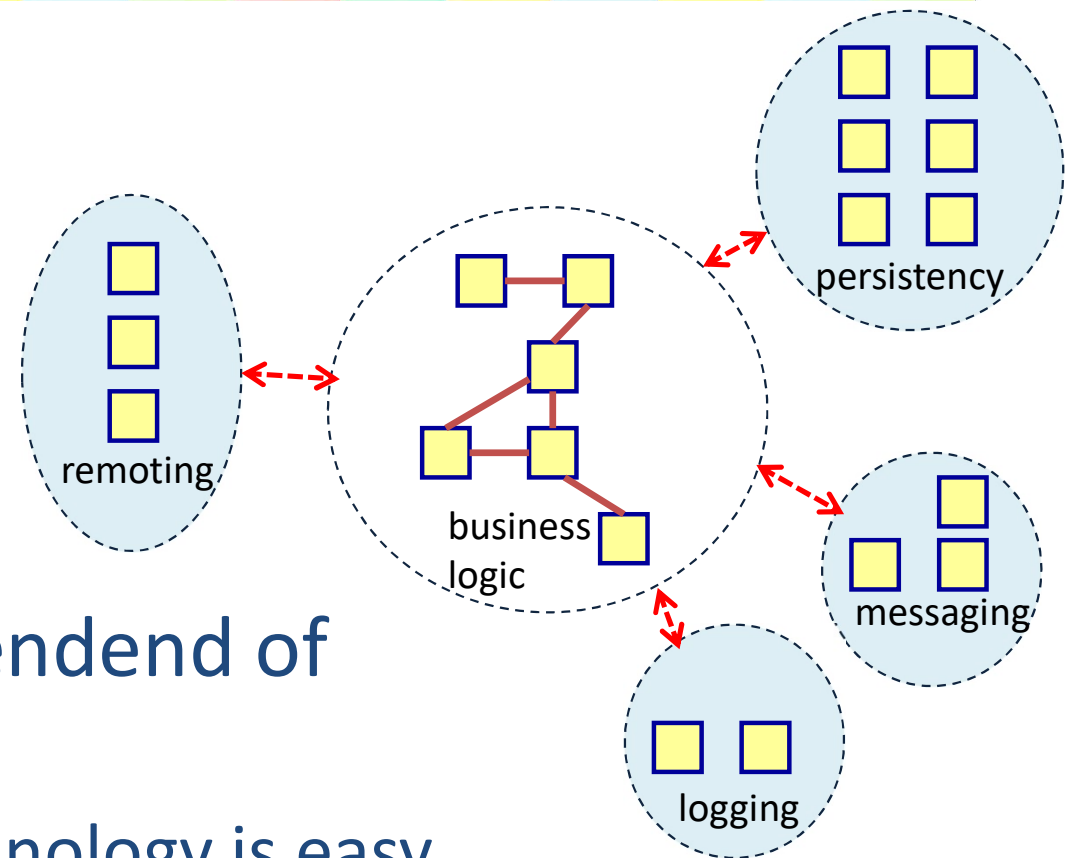 persistency
remoting
business
logic
messaging
endend of
logging
nology is easy